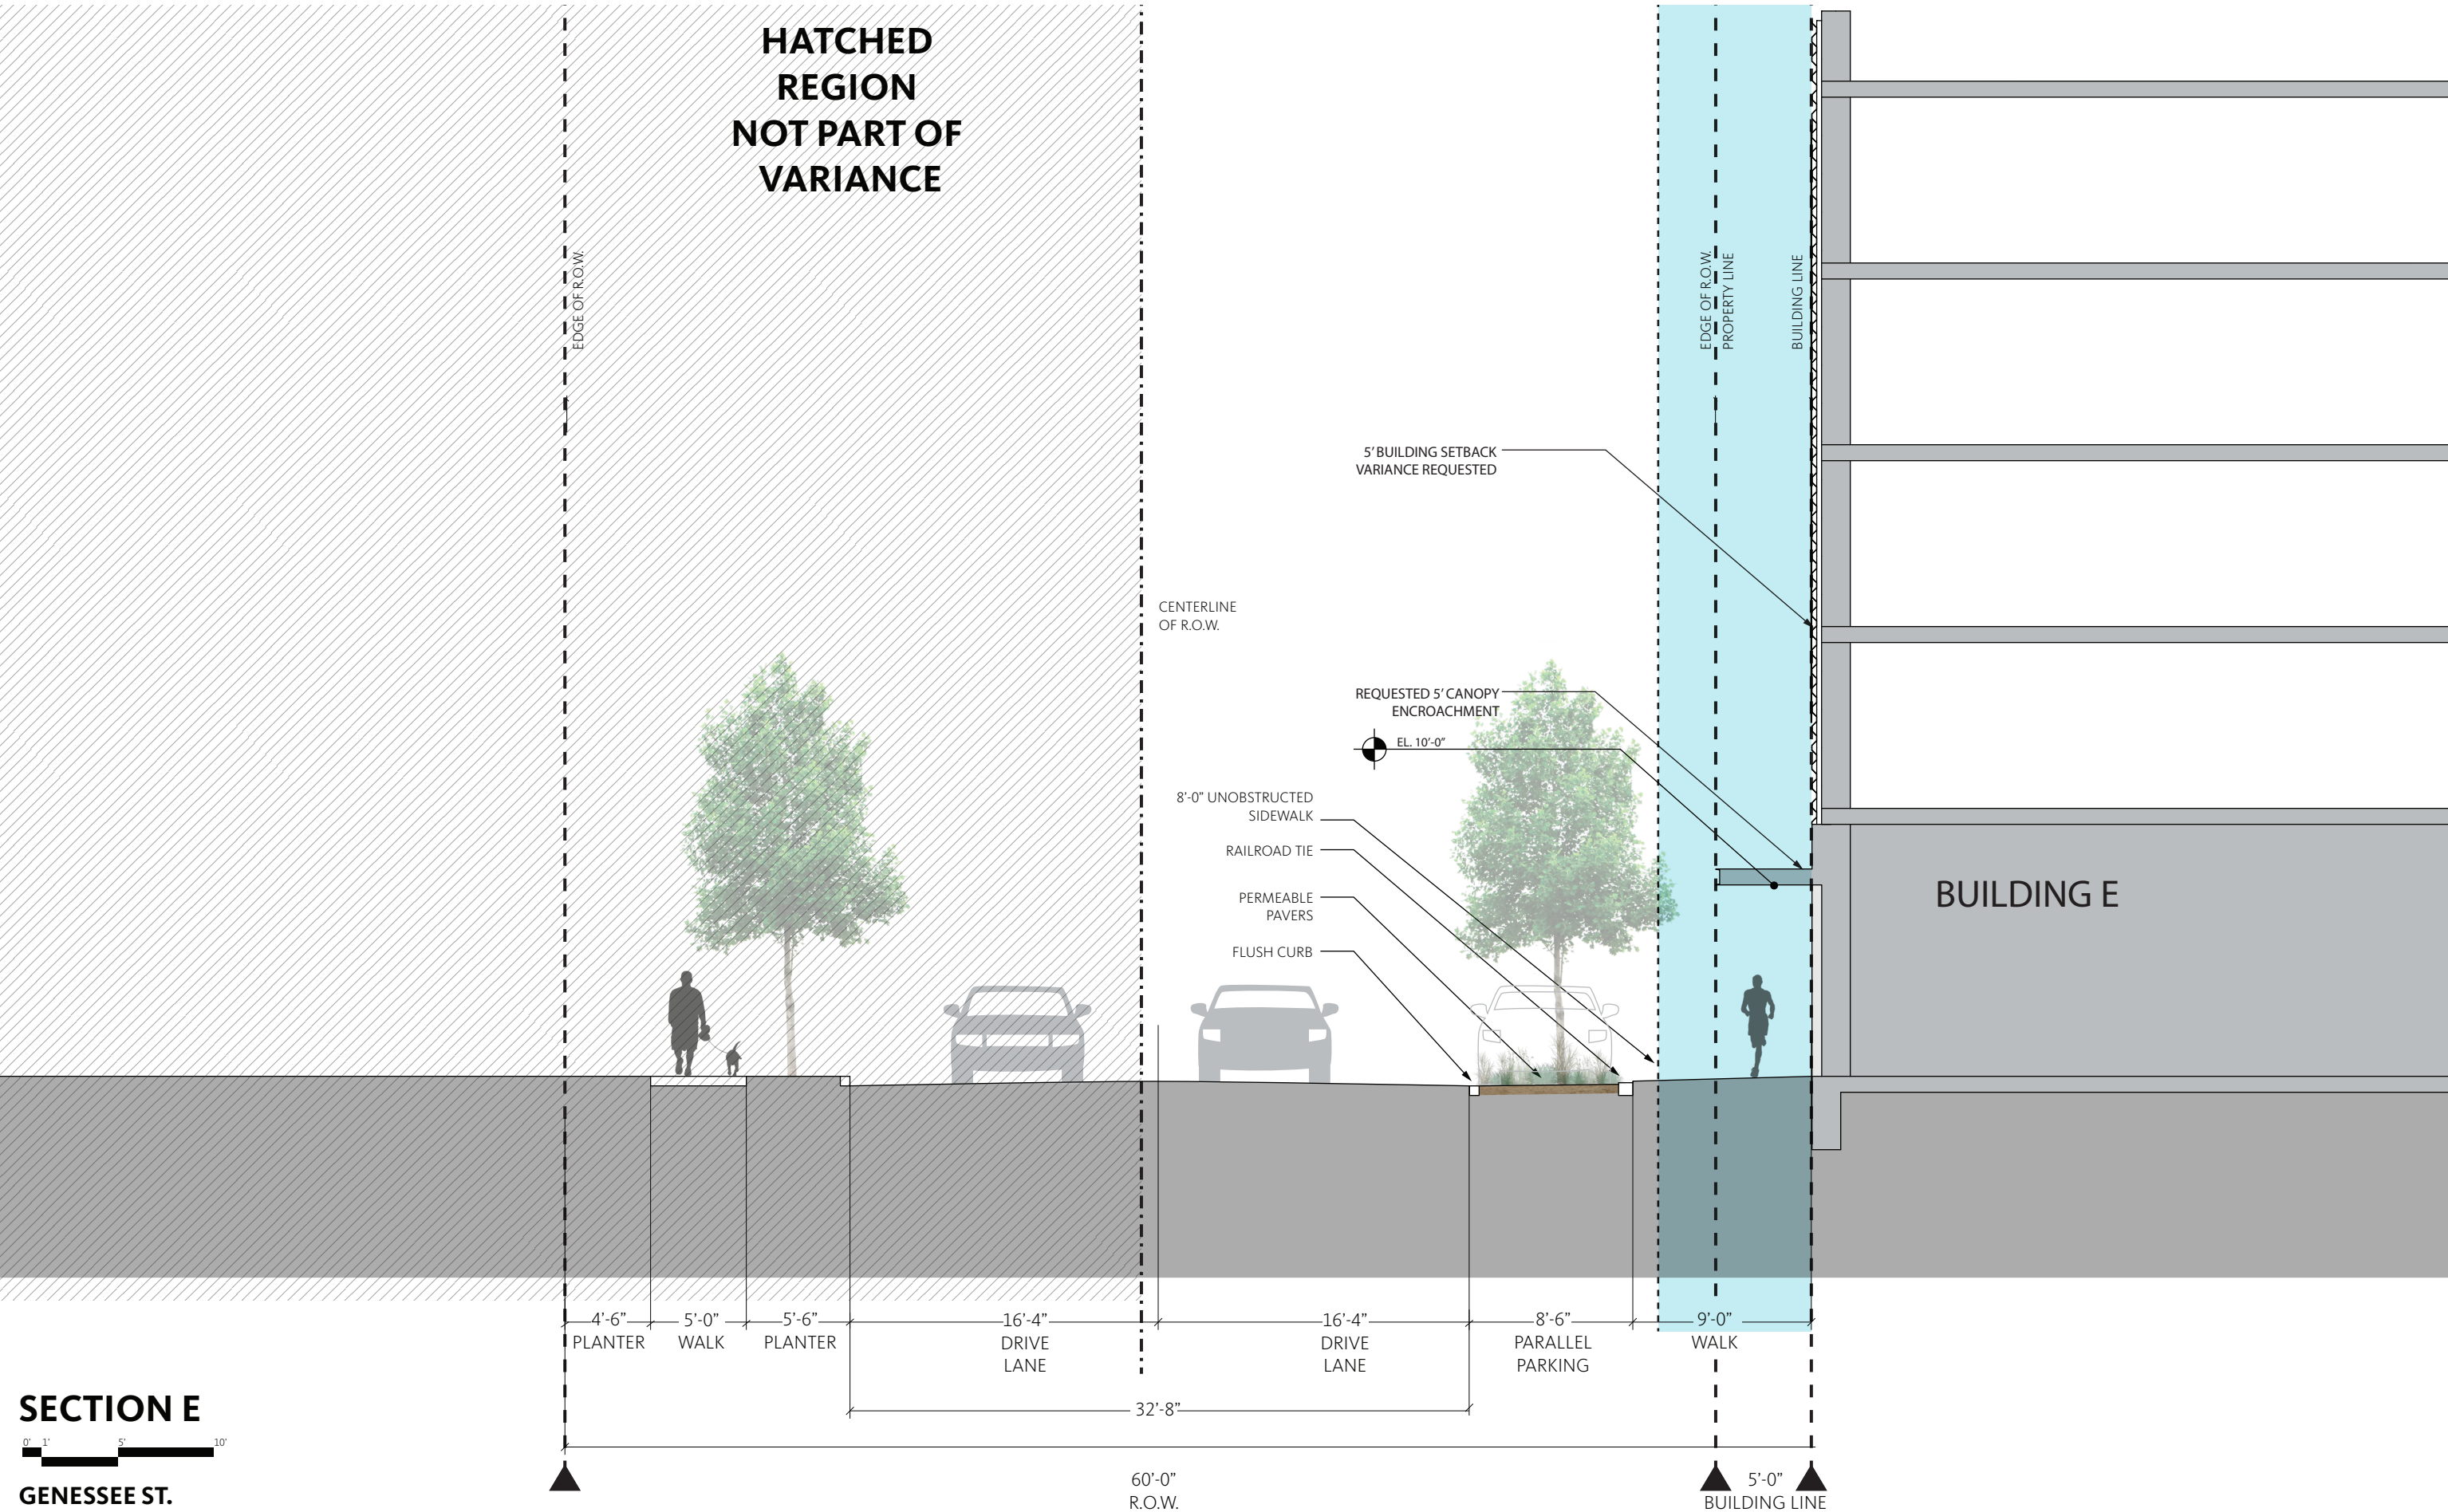 HATCHED
REGION
NOT PART OF
VARIANCE
EDGE OF R.O.W.
EDGE OF R.O.W.
PROPERTY LINE
BUILDING LINE
5’ BUILDING SETBACK
VARIANCE REQUESTED
CENTERLINE
OF R.O.W.
REQUESTED 5’ CANOPY
ENCROACHMENT
EL. 10’-0”
8’-0” UNOBSTRUCTED
SIDEWALK
RAILROAD TIE
PERMEABLE
PAVERS
FLUSH CURB
BUILDING E
4’-6”
PLANTER
5’-0”
WALK
5’-6”
PLANTER
16’-4”
DRIVE
LANE
16’-4”
DRIVE
LANE
8’-6”
PARALLEL
PARKING
9’-0”
WALK
32’-8”
60’-0”
R.O.W.
5’-0”
BUILDING LINE
SECTION E
0’ 1’ 5’ 10’
GENESSEE ST.